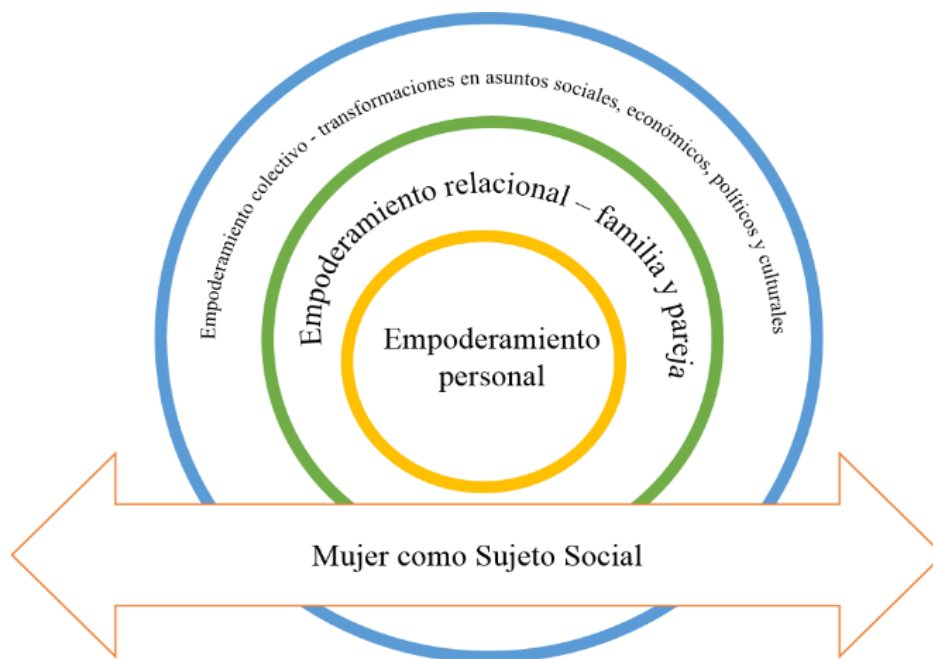 Empoderamiento colectivo - transformaciones en asuntos sociales, económicos, políticos y culturales
Empoderamiento relacional – familia y pareja
Empoderamiento
personal
Mujer como Sujeto Social